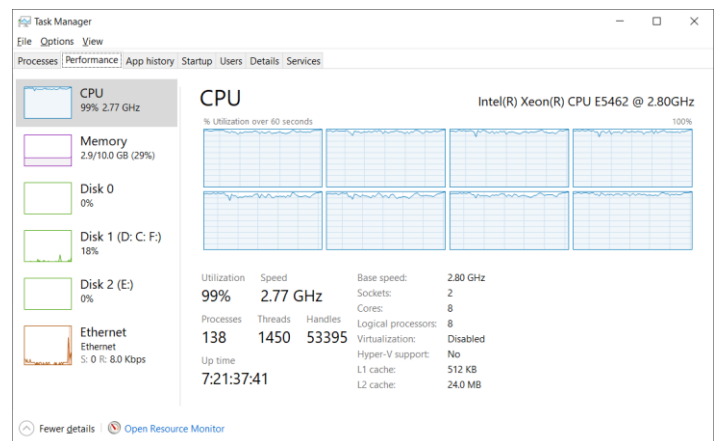 Task Manager
File Options View
Processes Performance App history Startup Users Details Services
CPU
99% 2.77 GHz
Memory
2.9/10.0 GB (29%)
Disk 0
0%
Disk 1 (D: C: F:)
18%
Disk 2 (E:)
0%
Ethernet
Ethernet
S: 0 R: 8.0 Kbps
CPU Intel(R) Xeon(R) CPU E5462 @ 2.80GHz
% Utilization over 60 seconds 100%
Utilization Speed
99% 2.77 GHz
Processes Threads Handles
138 1450 53395
Up time
7:21:37:41
Base speed: 2.80 GHz
Sockets: 2
Cores: 8
Logical processors: 8
Virtualization: Disabled
Hyper-V support: No
L1 cache: 512 KB
L2 cache: 24.0 MB
Fewer details Open Resource Monitor